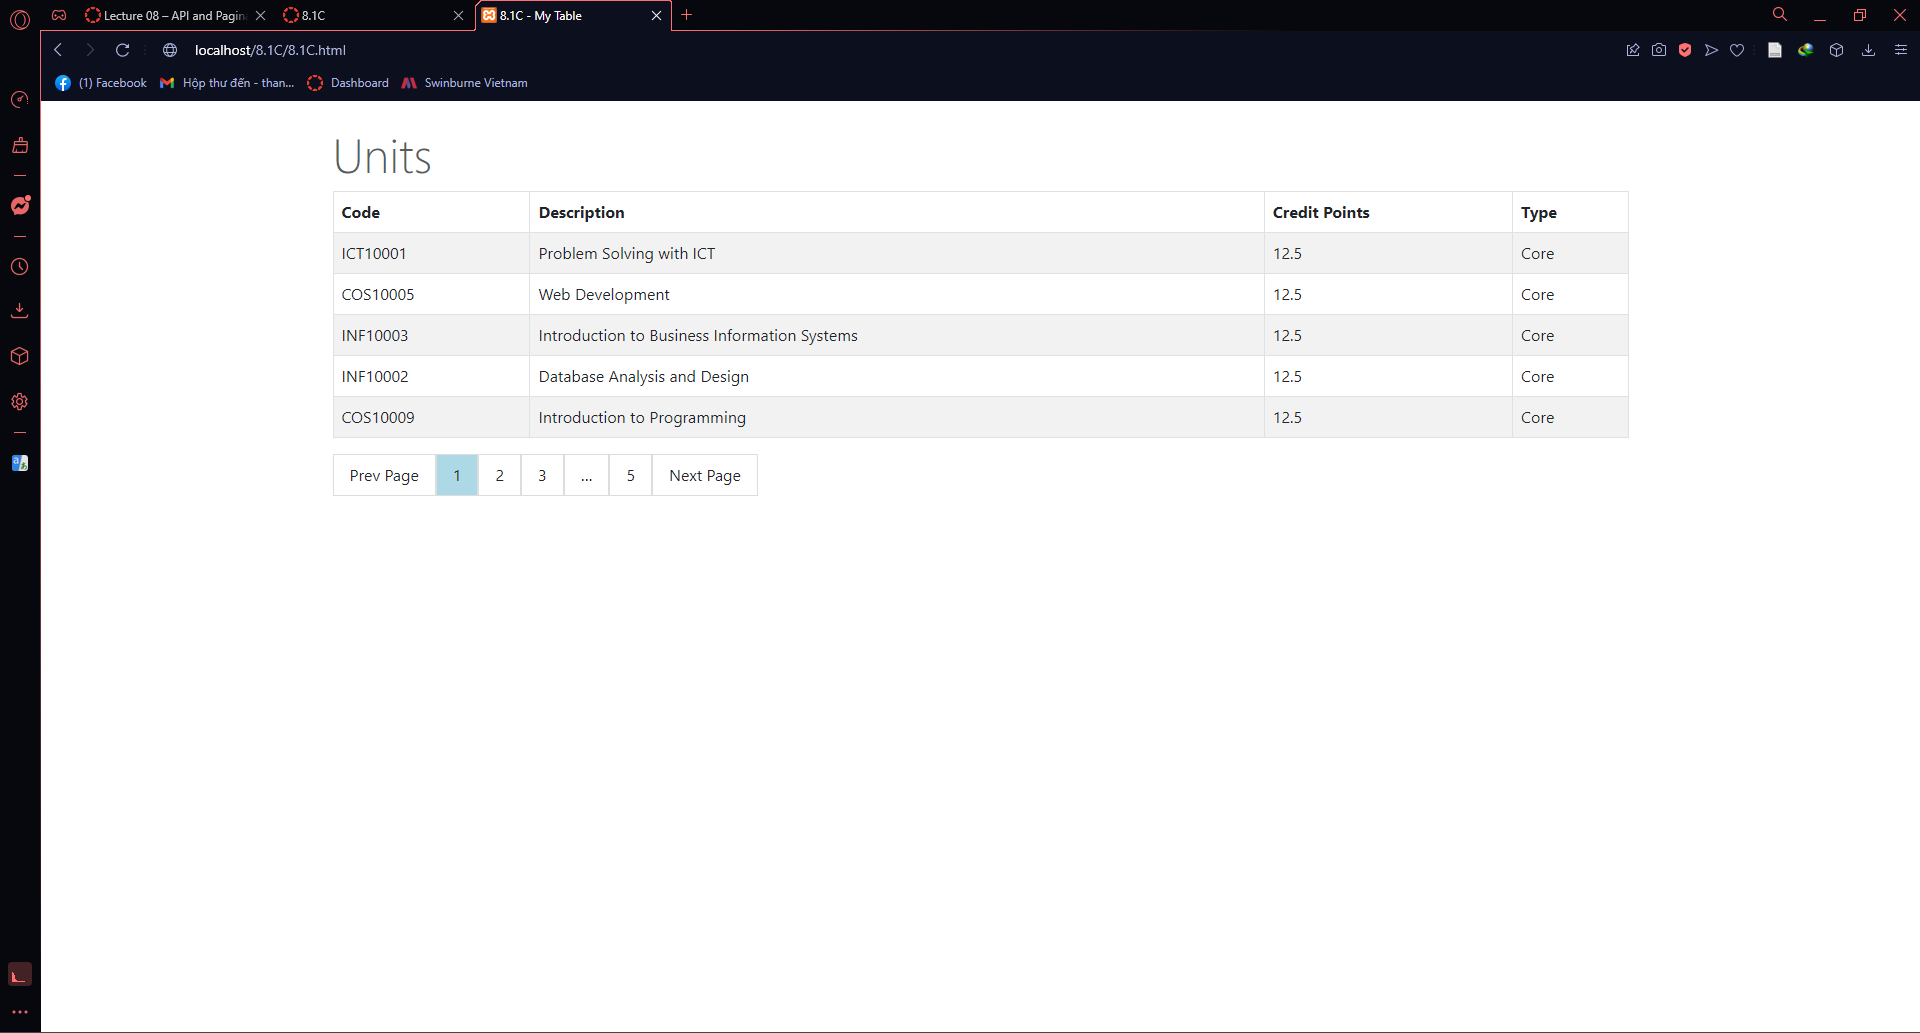 Lecture 08 – API and Pagin
8.1C
8.1C - My Table
localhost/8.1C/8.1C.html
(1) Facebook
Hộp thư đến - than...
Dashboard
Swinburne Vietnam
Units
Code Description Credit Points Type
ICT10001 Problem Solving with ICT 12.5 Core
COS10005 Web Development 12.5 Core
INF10003 Introduction to Business Information Systems 12.5 Core
INF10002 Database Analysis and Design 12.5 Core
COS10009 Introduction to Programming 12.5 Core
Prev Page 1 2 3 ... 5 Next Page